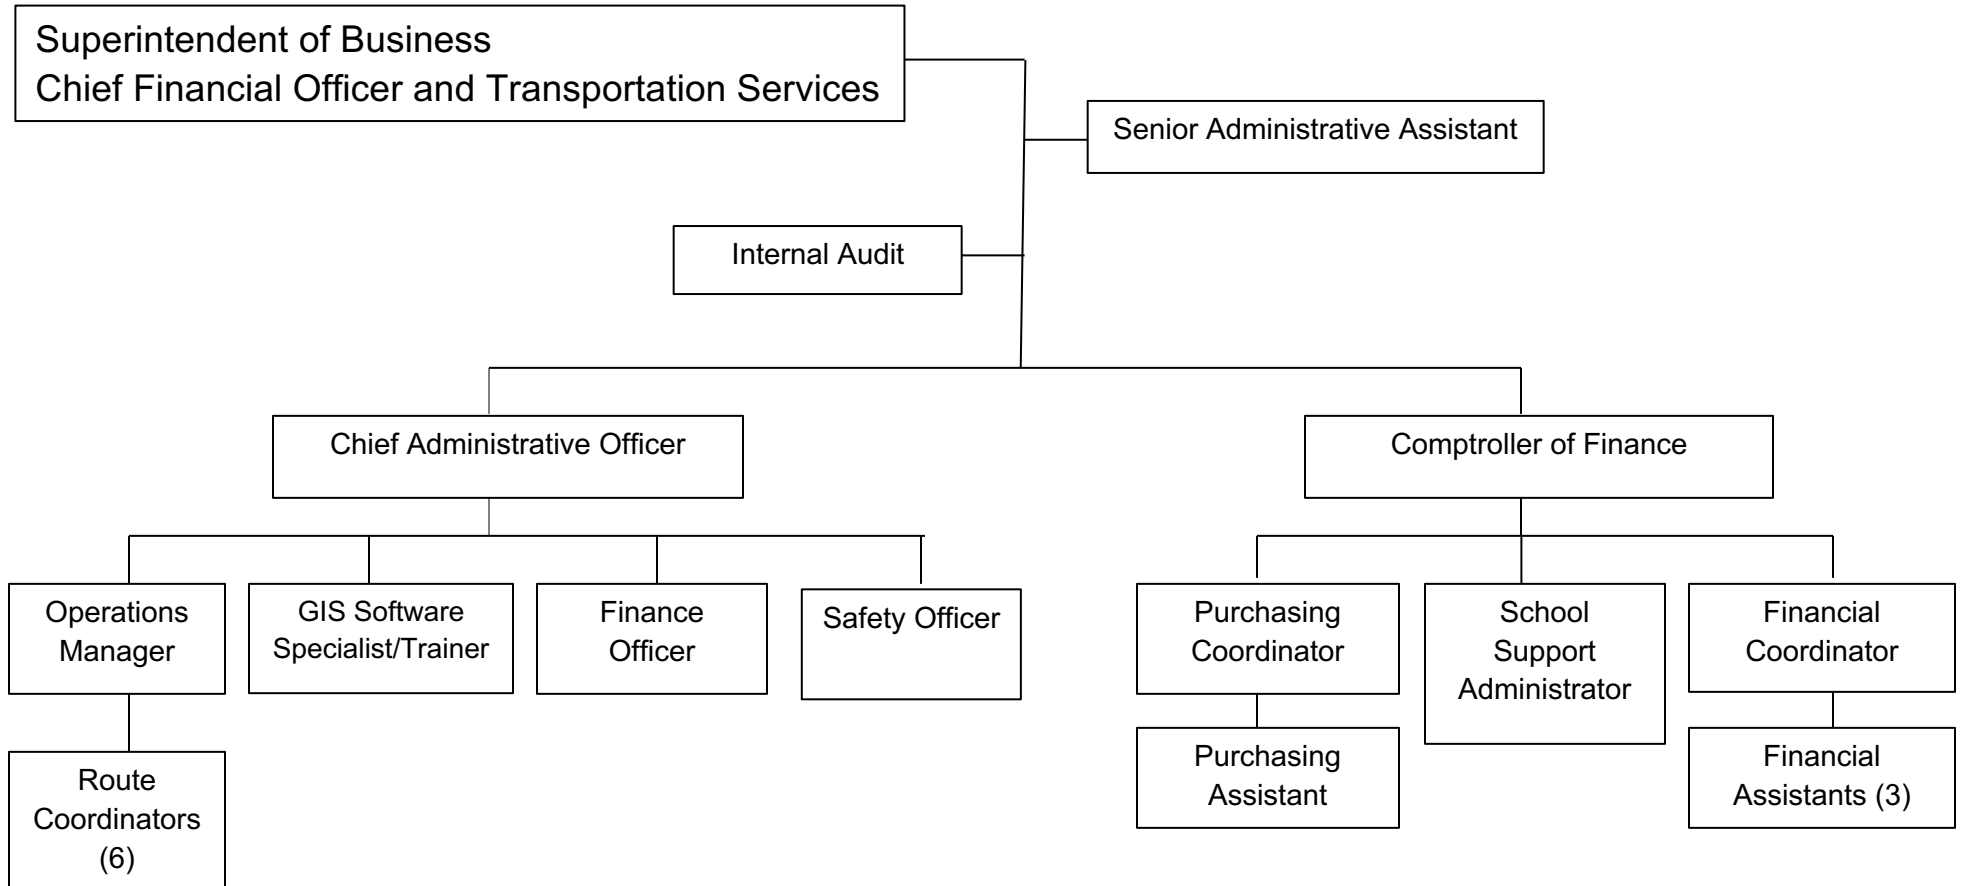 Superintendent of Business
Chief Financial Officer and Transportation Services
Senior Administrative Assistant
Internal Audit
Chief Administrative Officer
Comptroller of Finance
Operations
Manager
GIS Software
Specialist/Trainer
Finance
Officer
Safety Officer
Purchasing
Coordinator
School
Support
Administrator
Financial
Coordinator
Route
Coordinators
(6)
Purchasing
Assistant
Financial
Assistants (3)